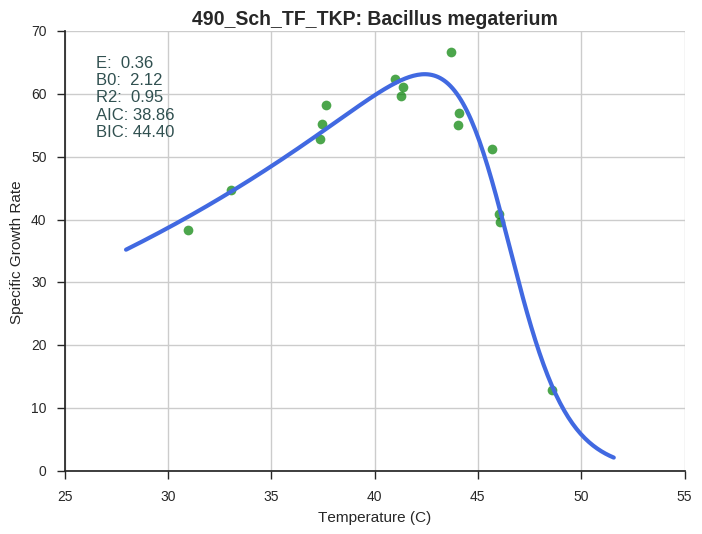 490_Sch_TF_TKP: Bacillus megaterium
70
60
50
40
30
20
10
0
E:  0.36
B0:  2.12
R2:  0.95
AIC: 38.86
BIC: 44.40
Specific Growth Rate
25 30 35 40 45 50 55
Temperature (C)